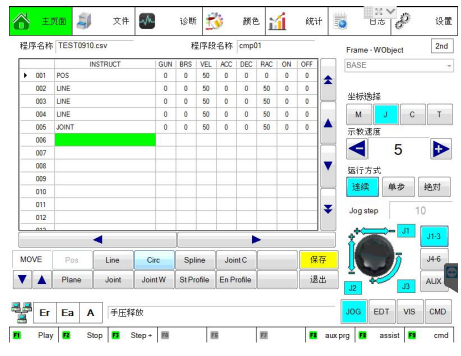 主页面 文件 诊断 颜色 统计 日志 设置
程序名称 TEST0910.csv 程序段名称 cmp01
Frame - WObject 2nd
BASE
INSTRUCT GUN BRS VEL ACC DEC RAC ON OFF
001 POS 0 0 50 0 0 0 0 0
002 LINE 0 0 50 0 0 50 0 0
003 LINE 0 0 50 0 0 50 0 0
004 LINE 0 0 50 0 0 50 0 0
005 JOINT 0 0 50 0 0 50 0 0
006
007
008
009
010
011
012
坐标选择
M J C T
示教速度
5
运行方式
连续 单步 绝对
Jog step 10
MOVE Pos Line Circ Spline Joint C 保存
Plane Joint Joint W St Profile En Profile 退出
J1 J1-3
J4-6
J2 J3 AUX
Er Ea A 手压释放
JOG EDT VIS CMD
F1 Play F2 Stop F3 Step + F4 F5 F6 F7 F7 aux prg F8 assist F9 cmd